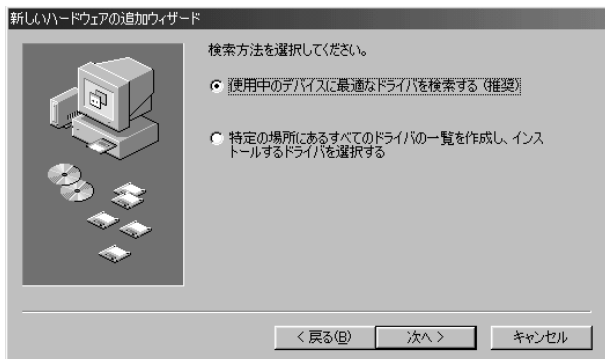 新しいハードウェアの追加ウィザード
検索方法を選択してください。
使用中のデバイスに最適なドライバを検索する (推奨)
特定の場所にあるすべてのドライバの一覧を作成し、インス
トールするドライバを選択する
< 戻る(B)
次へ >
キャンセル